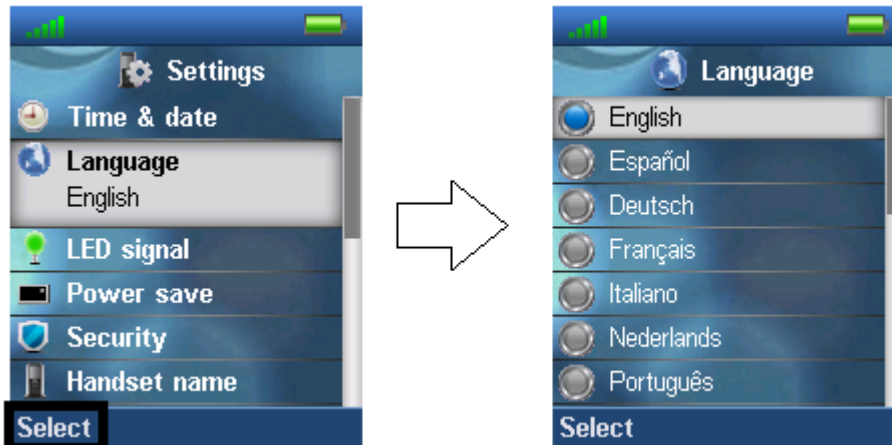 Settings
Time & date
Language
English
LED signal
Power save
Security
Handset name
Select
Language
English
Español
Deutsch
Français
Italiano
Nederlands
Português
Select